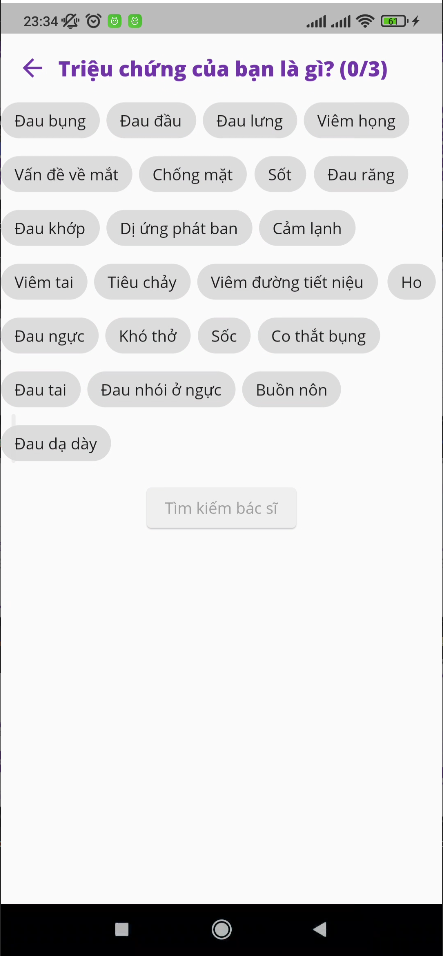 23:34 61
Triệu chứng của bạn là gì? (0/3)
Đau bụng Đau đầu Đau lưng Viêm họng
Vấn đề về mắt Chống mặt Sốt Đau răng
Đau khớp Dị ứng phát ban Cảm lạnh
Viêm tai Tiêu chảy Viêm đường tiết niệu Ho
Đau ngực Khó thở Sốc Co thắt bụng
Đau tai Đau nhói ở ngực Buồn nôn
Đau dạ dày
Tìm kiếm bác sĩ